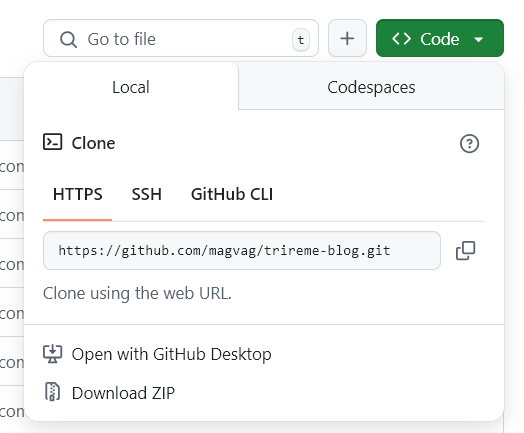 Go to file
t
Code
Local
Codespaces
Clone
HTTPS
SSH
GitHub CLI
https://github.com/magvag/trireme-blog.git
Clone using the web URL.
Open with GitHub Desktop
Download ZIP
con
con
con
con
con
con